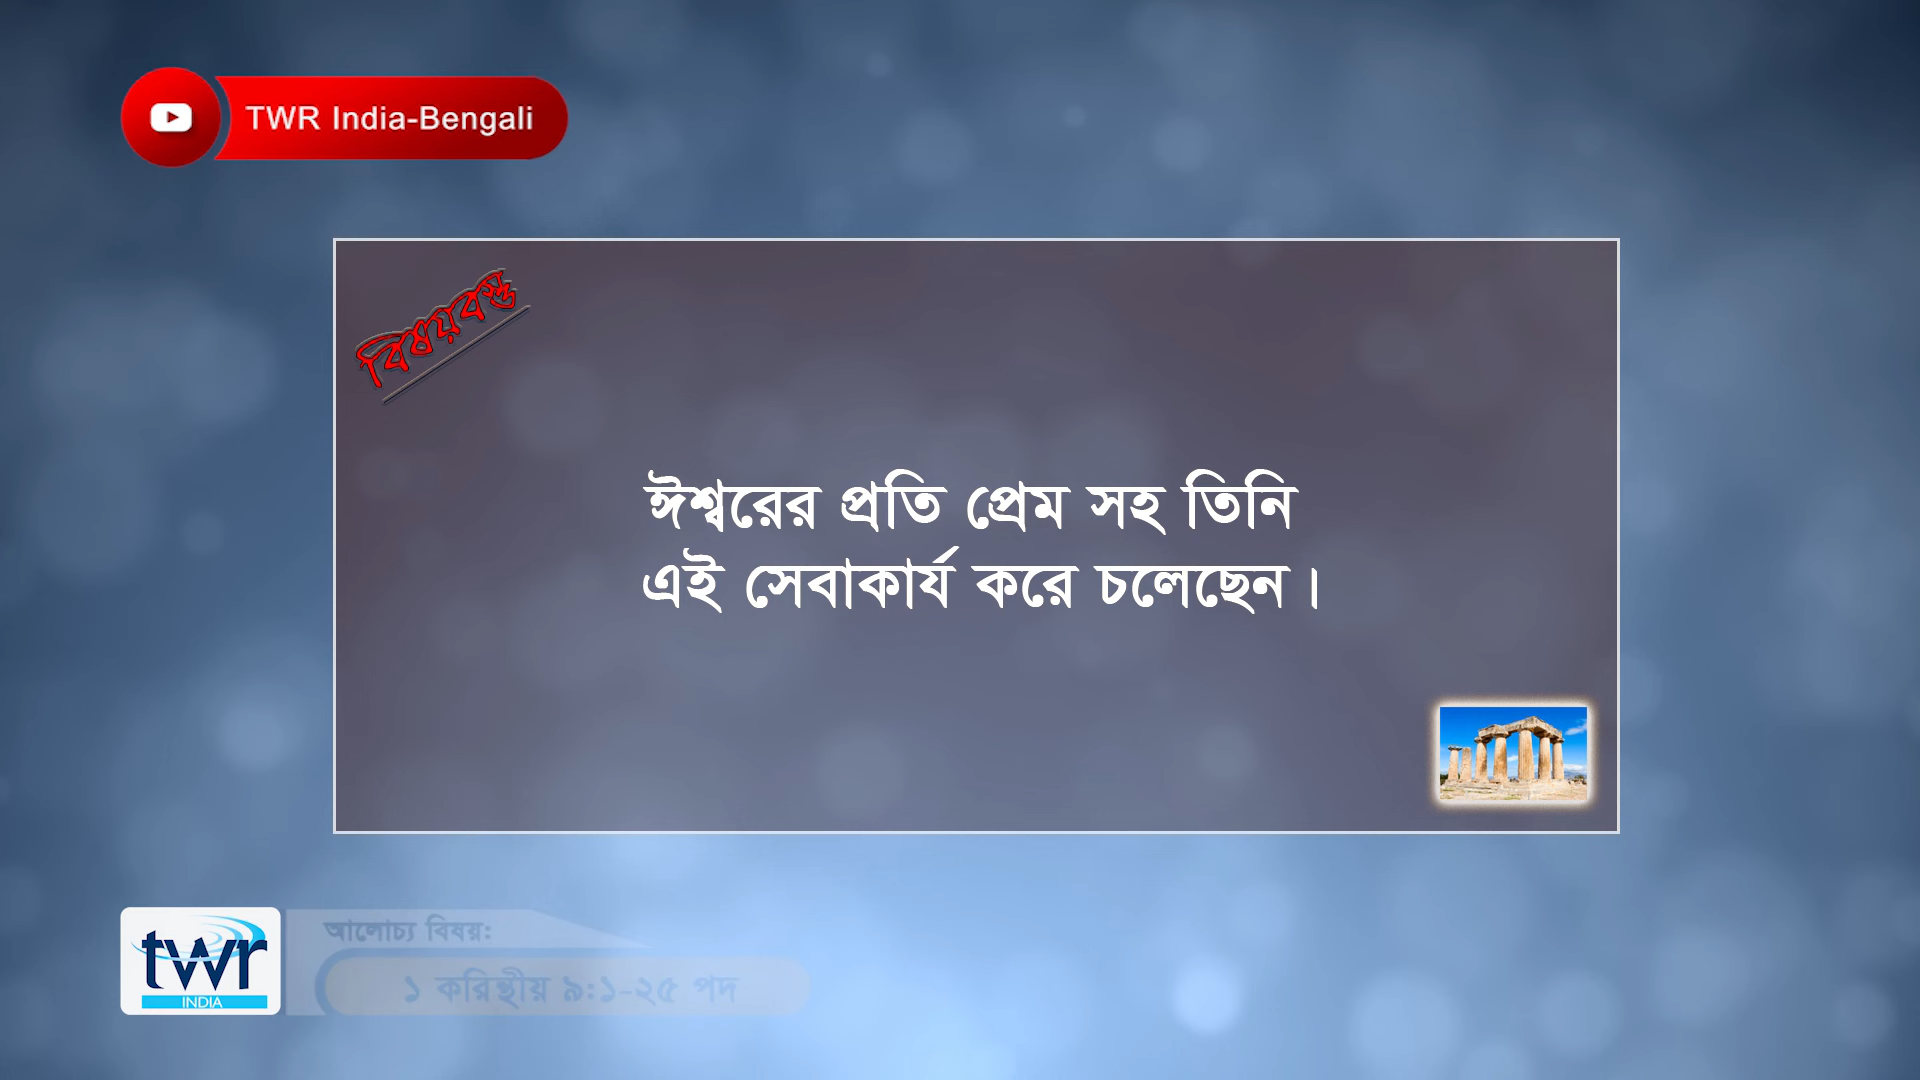 TWR India-Bengali
বিষয়বস্তু
ঈশ্বরের প্রতি প্রেম সহ তিনি
এই সেবাকার্য করে চলেছেন।
twr
INDIA
আলোচ্য বিষয়:
১ করিন্থীয় ৯:১-২৫ পদ